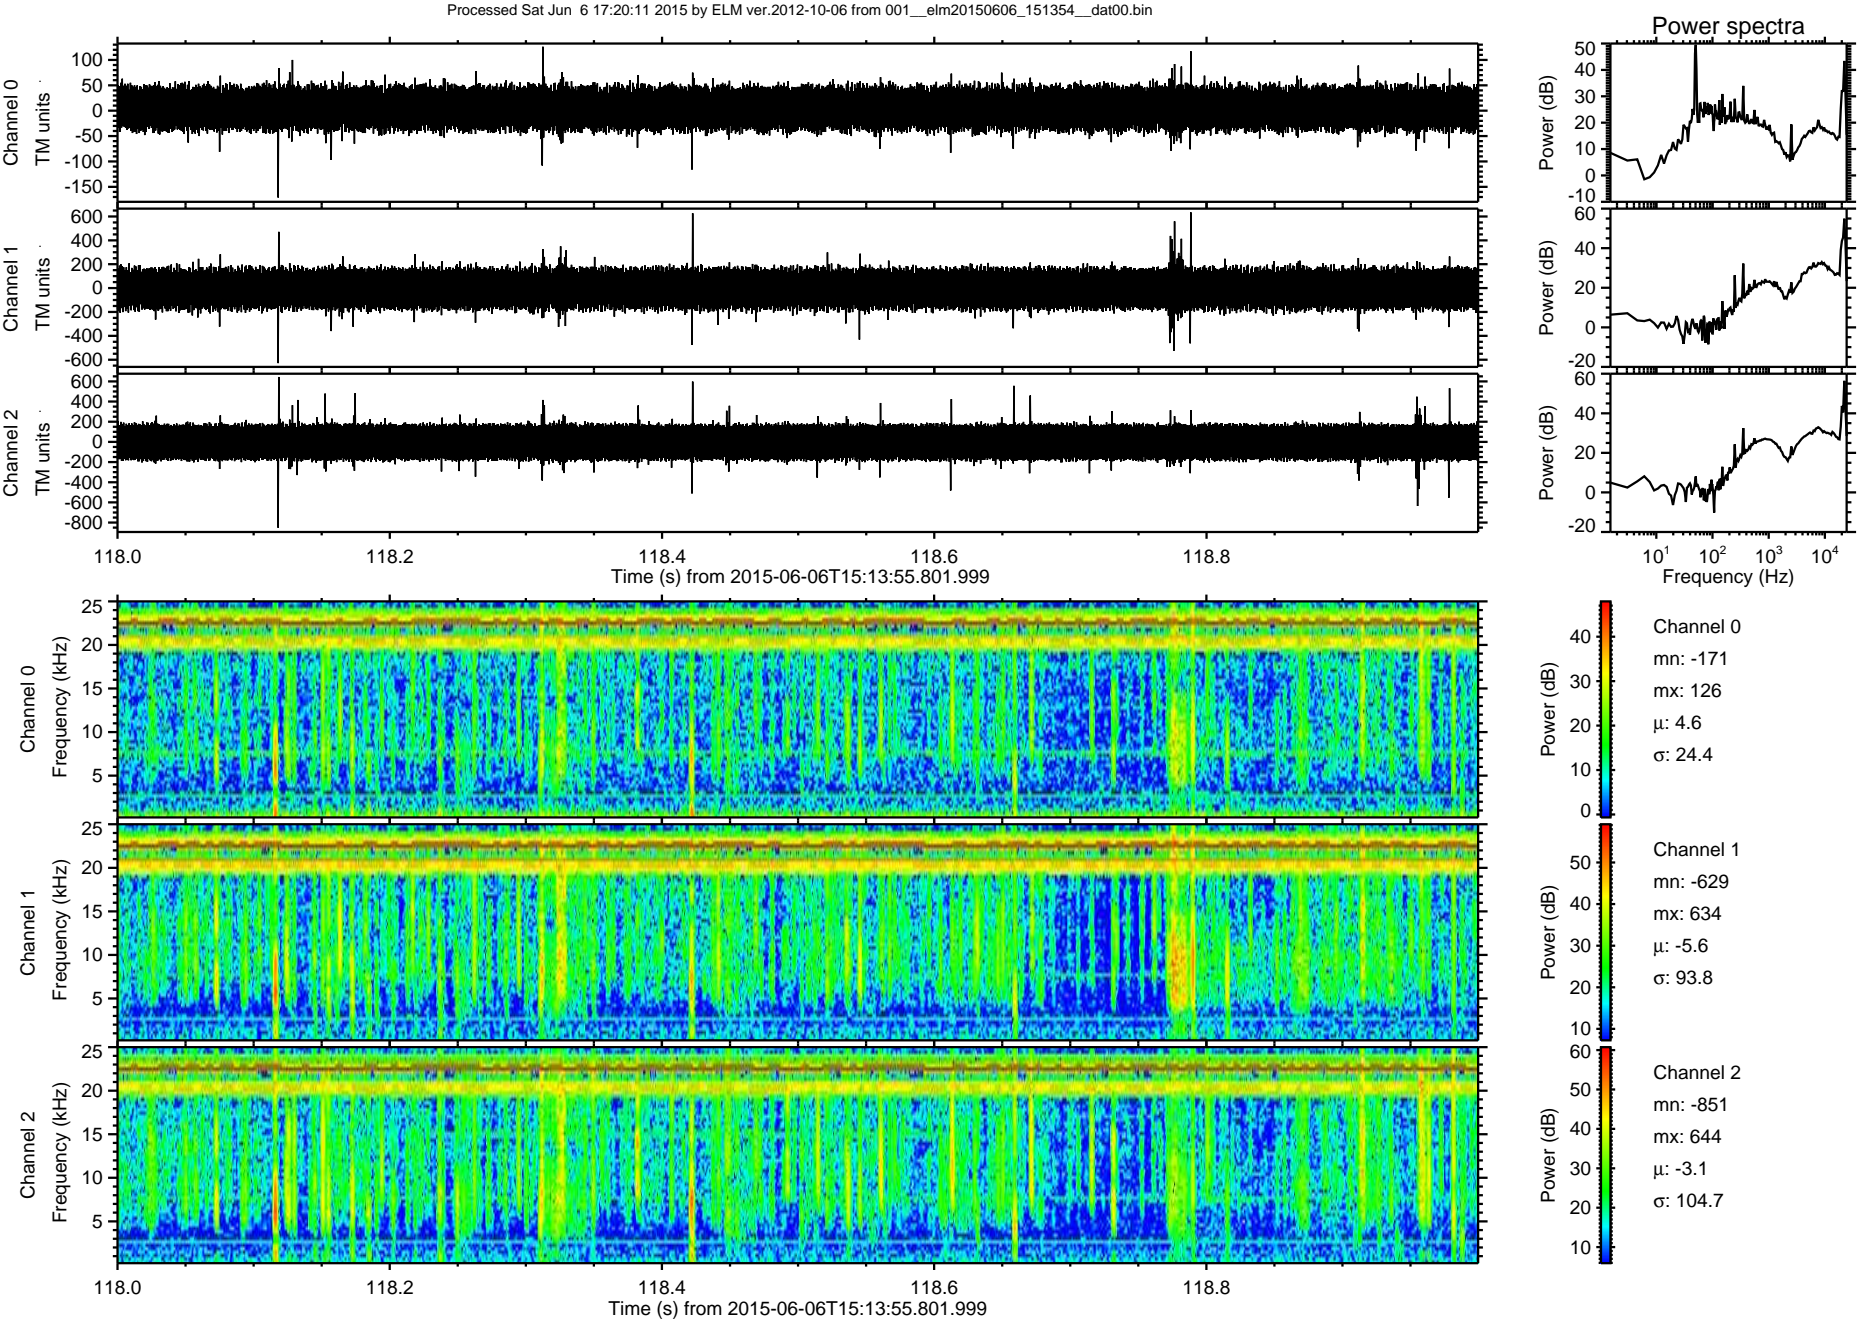 Processed Sat Jun 6 17:20:11 2015 by ELM ver.2012-10-06 from 001__elm20150606_151354__dat00.bin
Power spectra
Channel 0
TM units
100
50
0
-50
-100
-150
Power (dB)
50
40
30
20
10
0
-10
Channel 1
TM units
600
400
200
0
-200
-400
-600
Power (dB)
60
40
20
0
-20
Channel 2
TM units
600
400
200
0
-200
-400
-600
-800
Power (dB)
60
40
20
0
-20
118.0 118.2 118.4 118.6 118.8
Time (s) from 2015-06-06T15:13:55.801.999
10¹ 10² 10³ 10⁴
Frequency (Hz)
Channel 0
Frequency (kHz)
25
20
15
10
5
Power (dB)
40
30
20
10
0
Channel 0
mn: -171
mx: 126
μ: 4.6
σ: 24.4
Channel 1
Frequency (kHz)
25
20
15
10
5
Power (dB)
50
40
30
20
10
Channel 1
mn: -629
mx: 634
μ: -5.6
σ: 93.8
Channel 2
Frequency (kHz)
25
20
15
10
5
Power (dB)
60
50
40
30
20
10
Channel 2
mn: -851
mx: 644
μ: -3.1
σ: 104.7
118.0 118.2 118.4 118.6 118.8
Time (s) from 2015-06-06T15:13:55.801.999